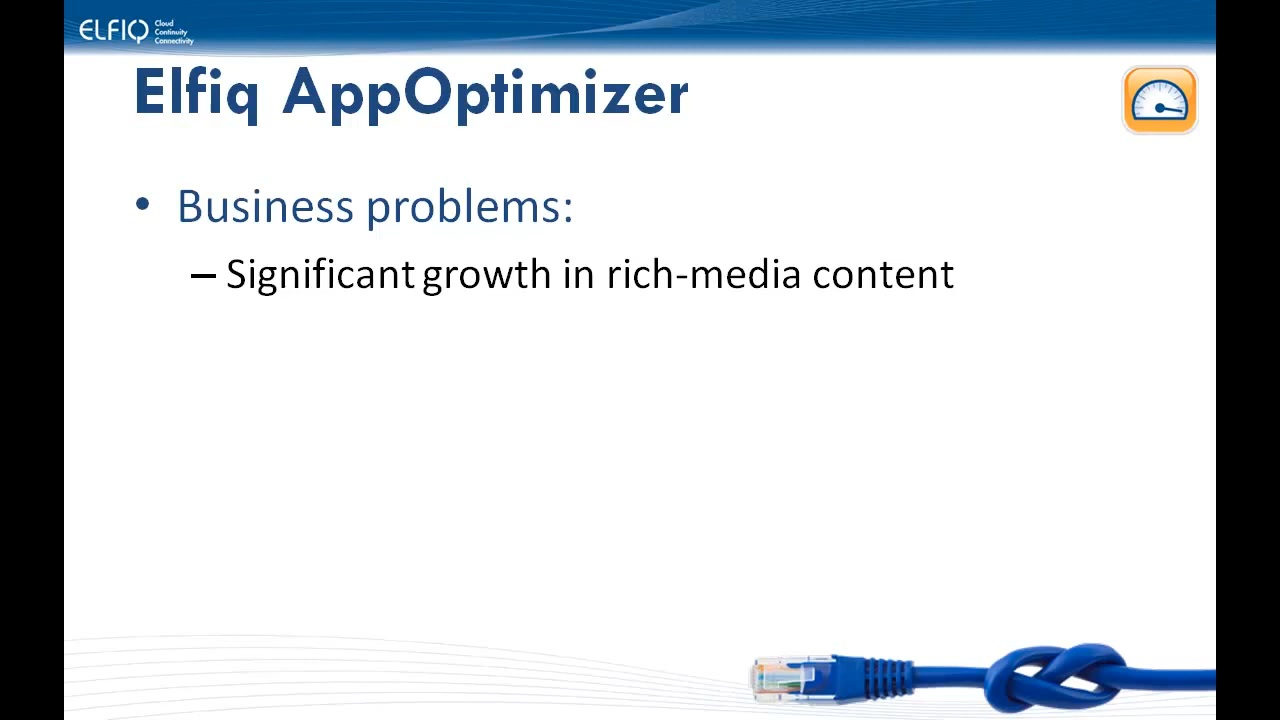 ELFIQ
Cloud
Continuity
Connectivity
Elfiq AppOptimizer
• Business problems:
– Significant growth in rich-media content